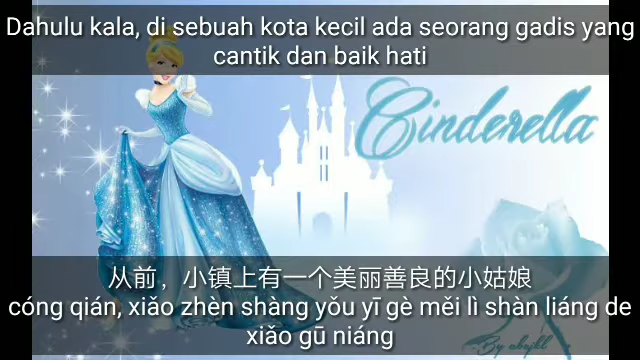 Dahulu kala, di sebuah kota kecil ada seorang gadis yang
cantik dan baik hati
Cinderella
从前，小镇上有一个美丽善良的小姑娘
cóng qián, xiǎo zhèn shàng yǒu yī gè měi lì shàn liáng de
xiǎo gū niáng